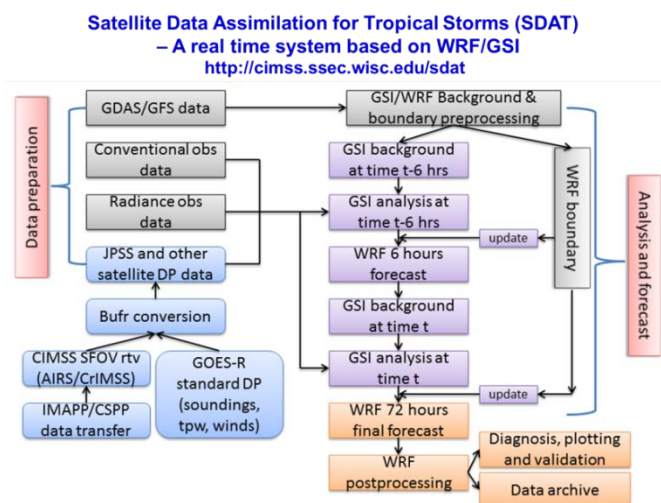 Satellite Data Assimilation for Tropical Storms (SDAT)
– A real time system based on WRF/GSI
http://cimss.ssec.wisc.edu/sdat
Data preparation
GDAS/GFS data
Conventional obs
data
Radiance obs
data
JPSS and other
satellite DP data
Bufr conversion
CIMSS SFOV rtv
(AIRS/CrIMSS)
IMAPP/CSPP
data transfer
GOES-R
standard DP
(soundings,
tpw, winds)
GSI/WRF Background &
boundary preprocessing
GSI background
at time t-6 hrs
GSI analysis at
time t-6 hrs
update
WRF 6 hours
forecast
GSI background
at time t
GSI analysis at
time t
update
WRF 72 hours
final forecast
WRF
postprocessing
WRF boundary
Analysis and forecast
Diagnosis, plotting
and validation
Data archive